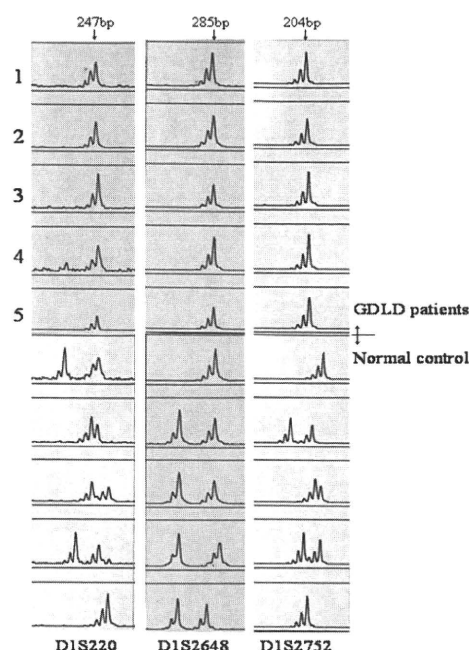 247bp 285bp 204bp
1
2
3
4
5
GDLD patients
Normal control
D1S220 D1S2648 D1S2752